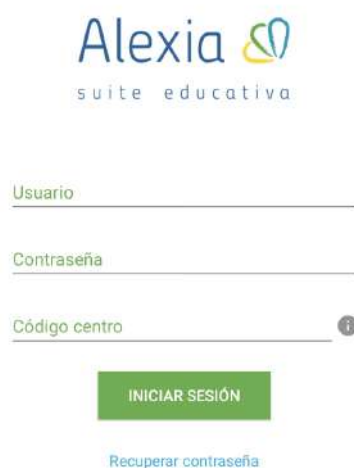 Alexia
suite educativa
Usuario
Contraseña
Código centro
INICIAR SESIÓN
Recuperar contraseña